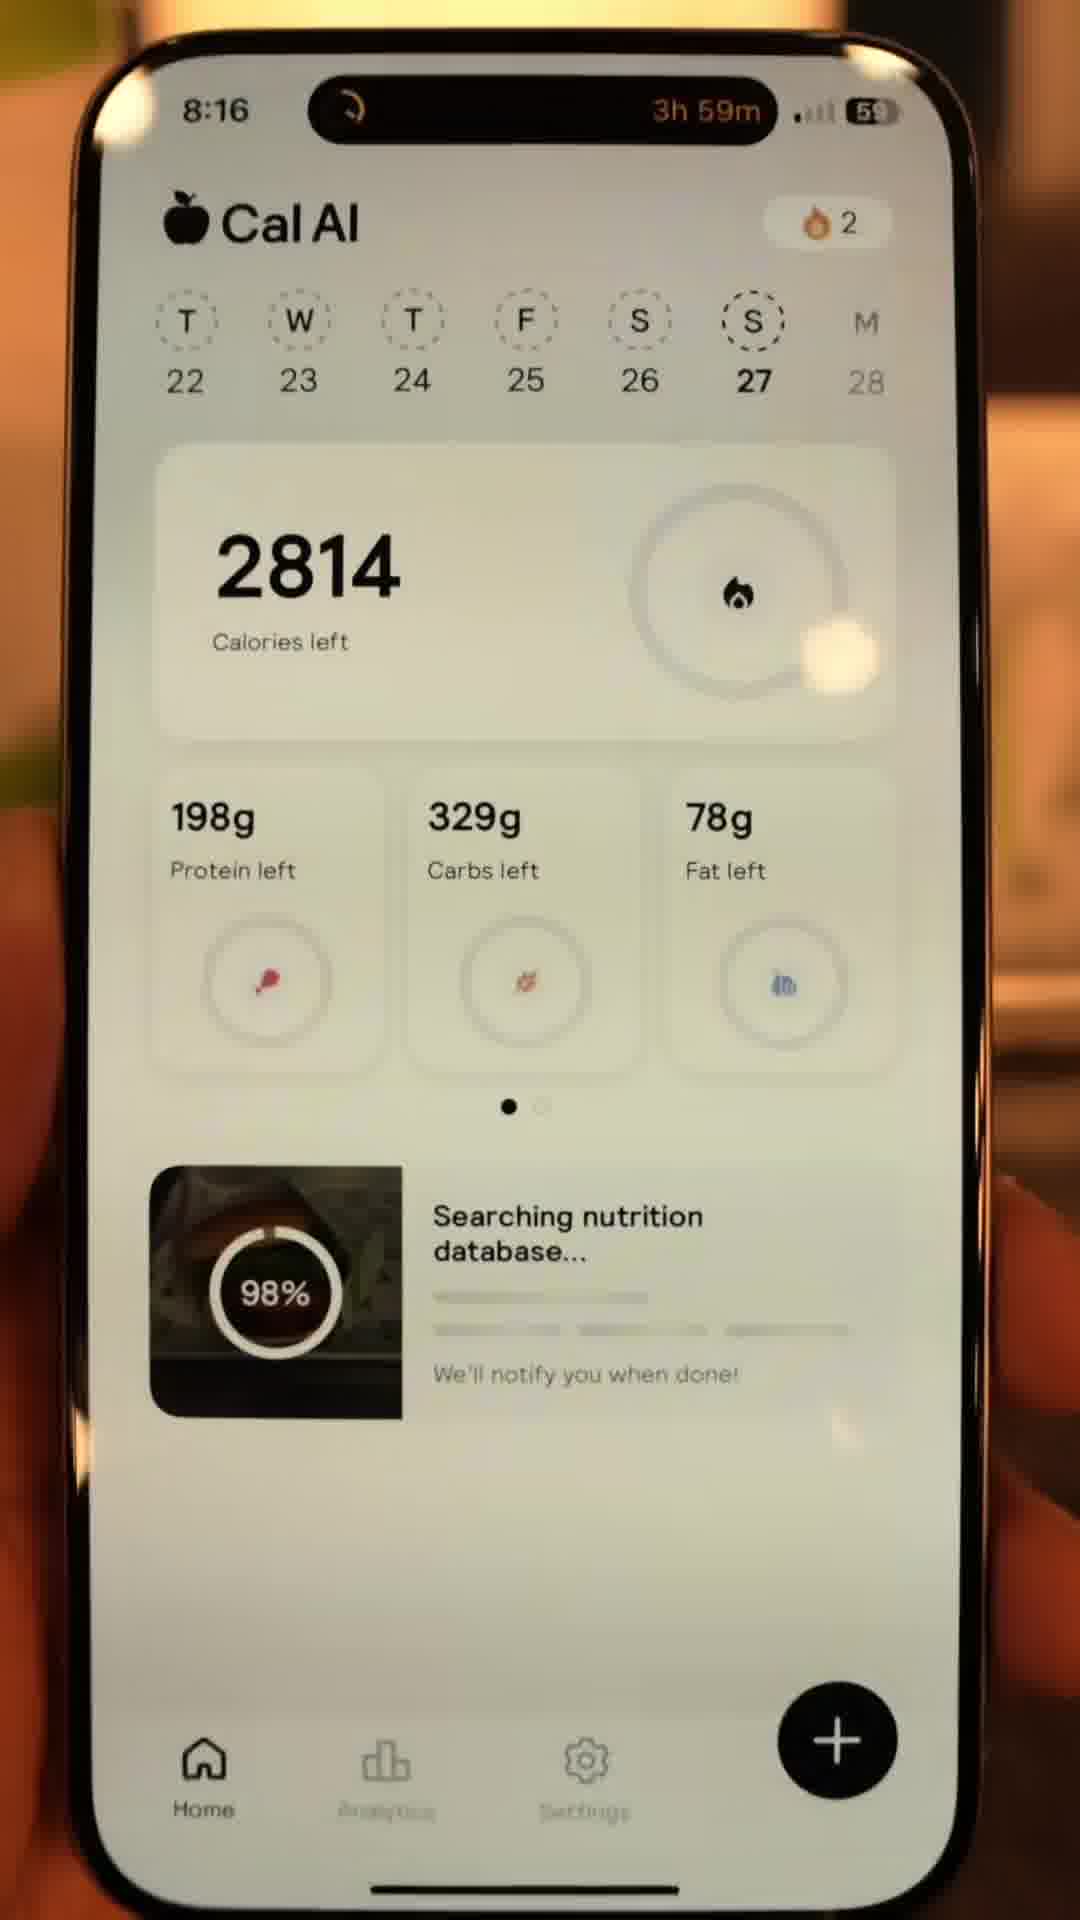 8:16
3h 59m
59
Cal AI
2
T W T F S S M
22 23 24 25 26 27 28
2814
Calories left
198g
Protein left
329g
Carbs left
78g
Fat left
98%
Searching nutrition
database...
We'll notify you when done!
Home
Analytics
Settings